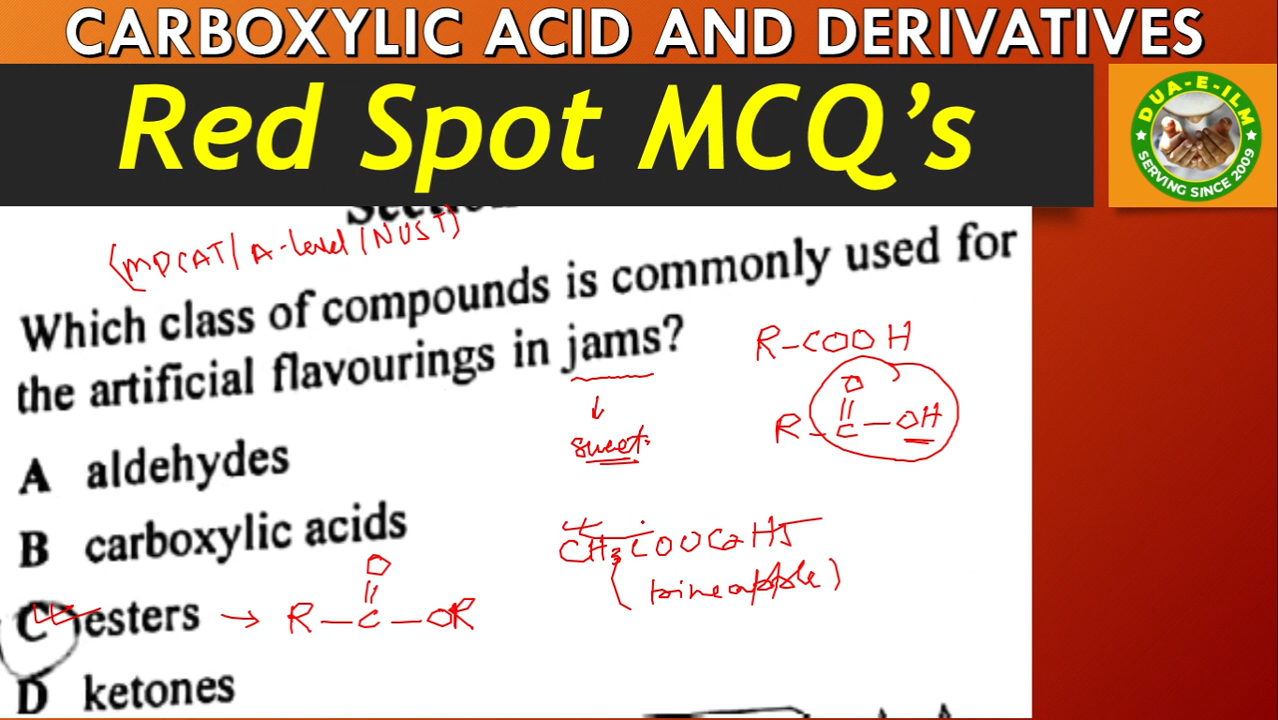 CARBOXYLIC ACID AND DERIVATIVES
Red Spot MCQ's
DUA-E-ILM
SERVING SINCE 2009
(MDCAT/ A-level/NUST)
Which class of compounds is commonly used for
the artificial flavourings in jams?
R-COOH
O
R-C-OH
sweet
A aldehydes
B carboxylic acids
CH3COOC2H5
(pineapple)
O
C esters → R-C-OR
D ketones